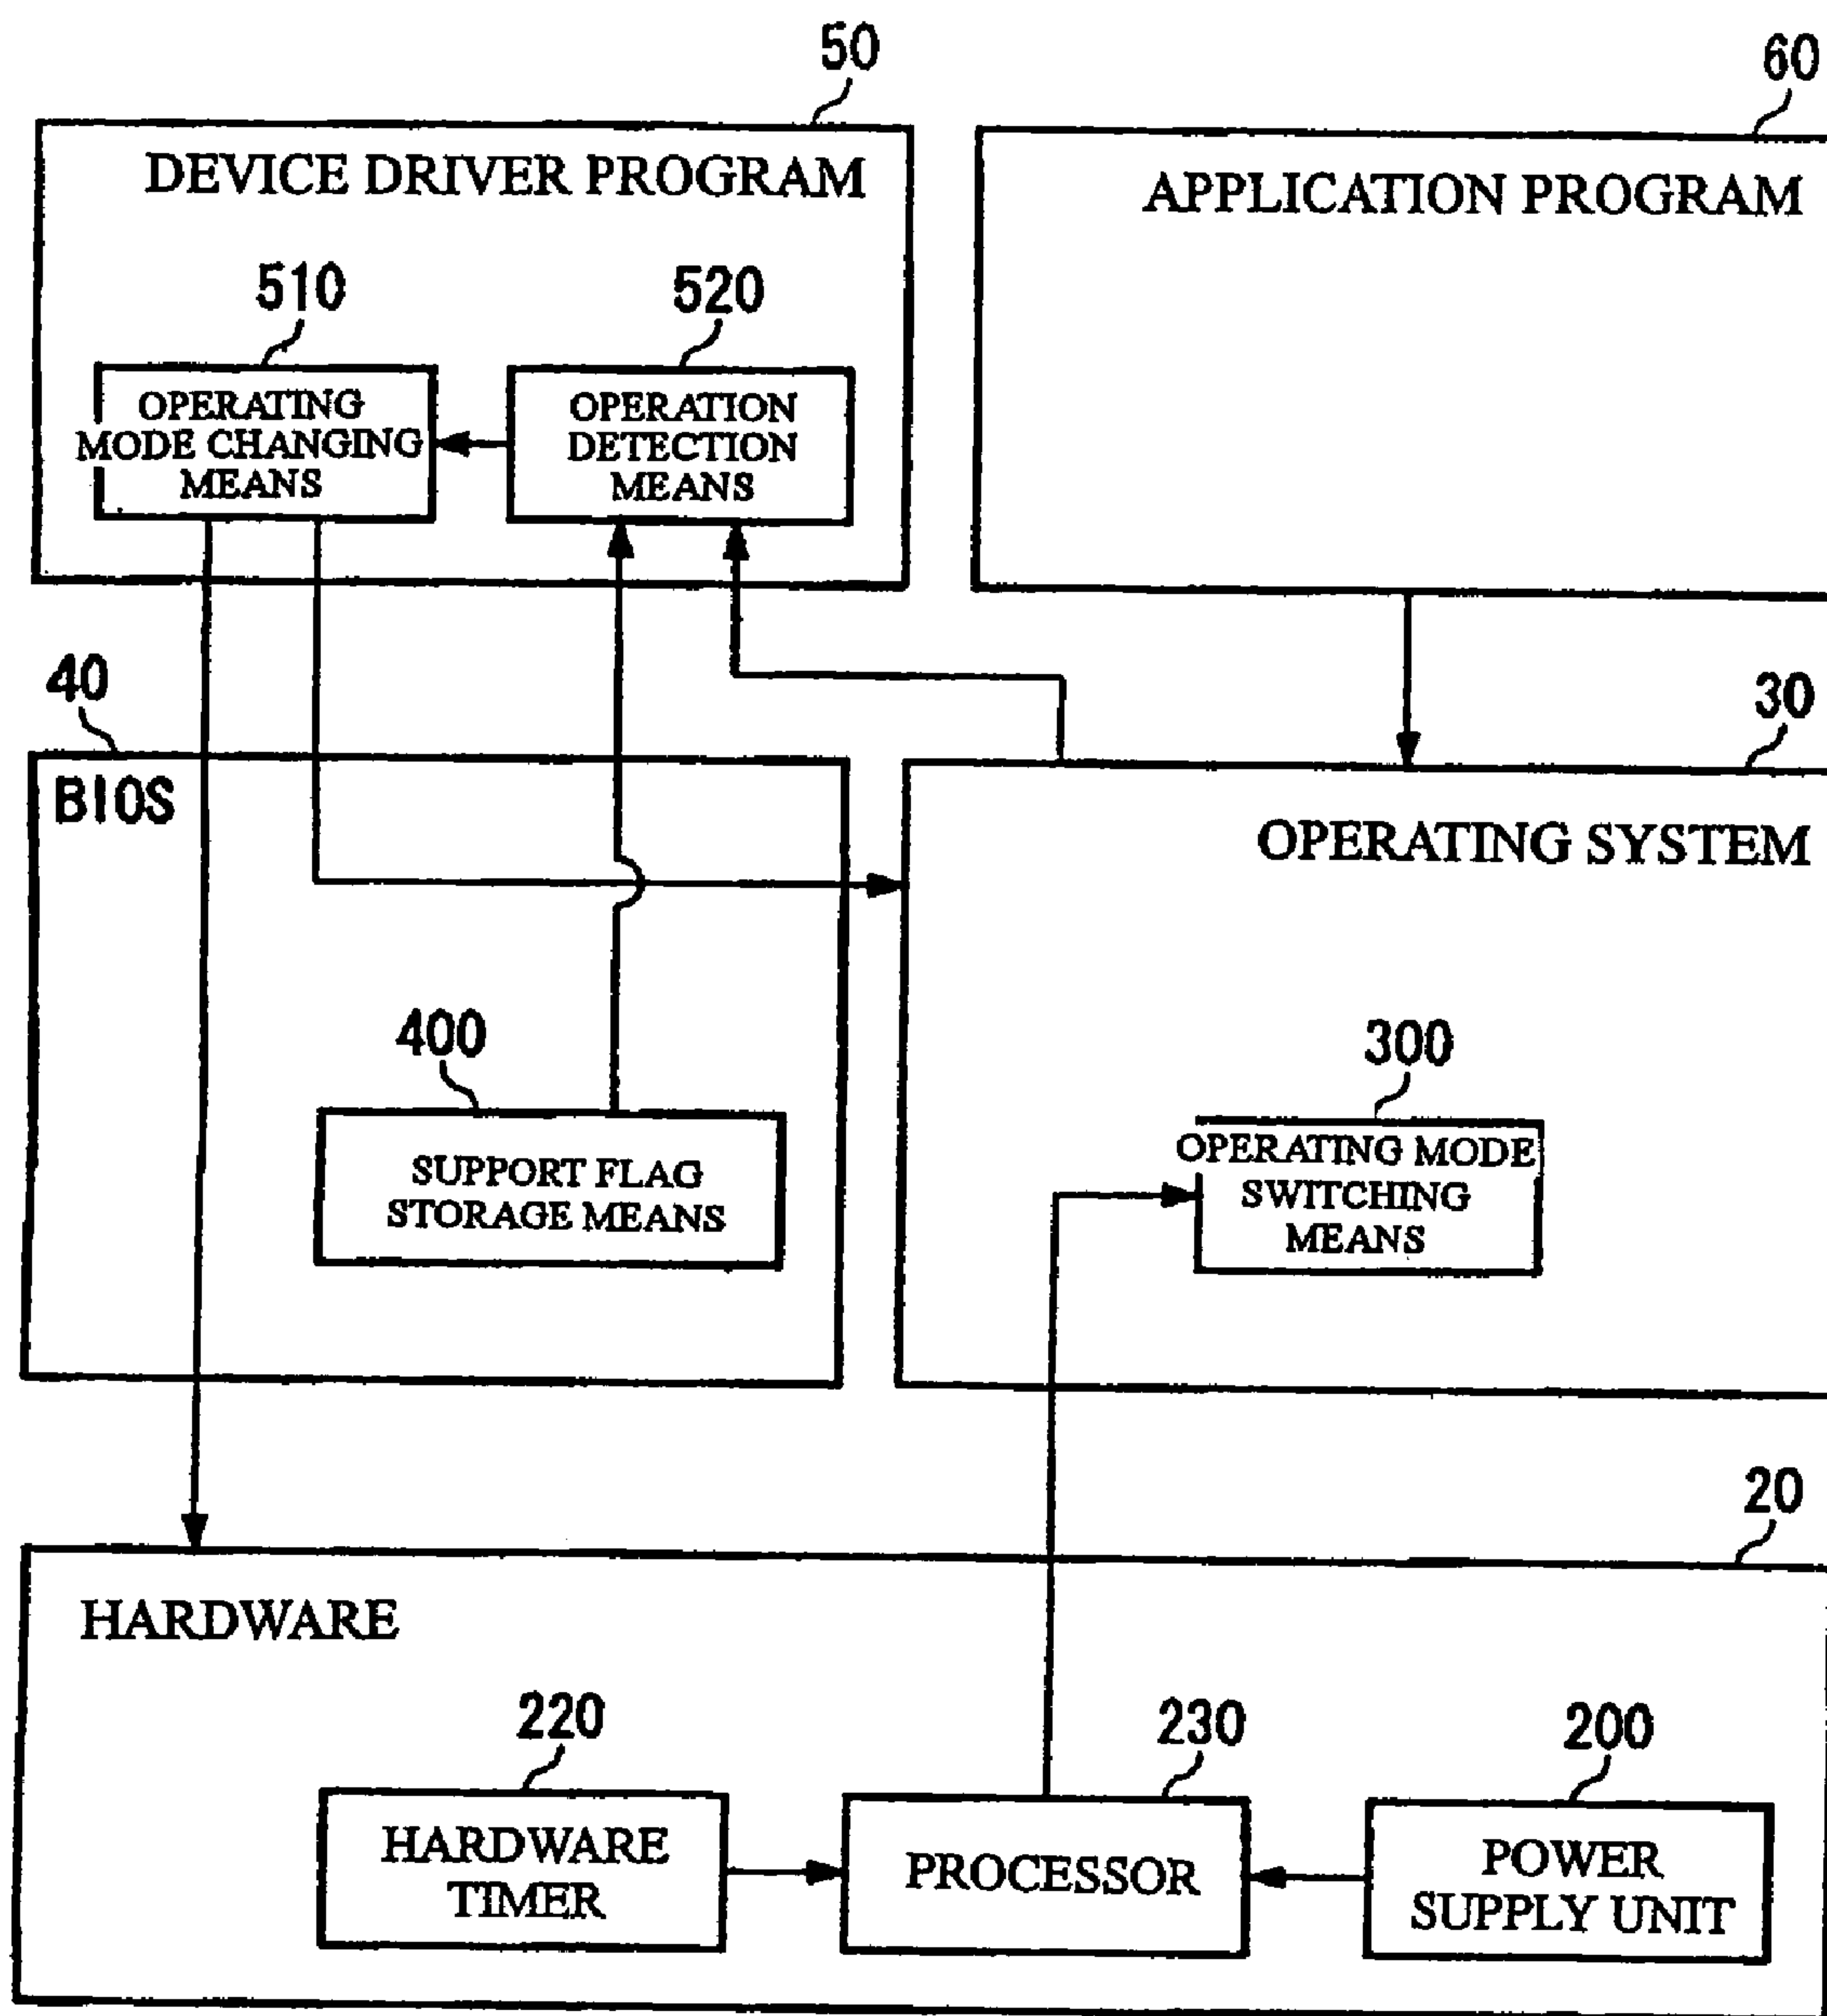 50
60
DEVICE DRIVER PROGRAM
APPLICATION PROGRAM
510
520
OPERATING
MODE CHANGING
MEANS
OPERATION
DETECTION
MEANS
40
30
BIOS
OPERATING SYSTEM
400
300
SUPPORT FLAG
STORAGE MEANS
OPERATING MODE
SWITCHING
MEANS
20
HARDWARE
220
230
200
HARDWARE
TIMER
PROCESSOR
POWER
SUPPLY UNIT